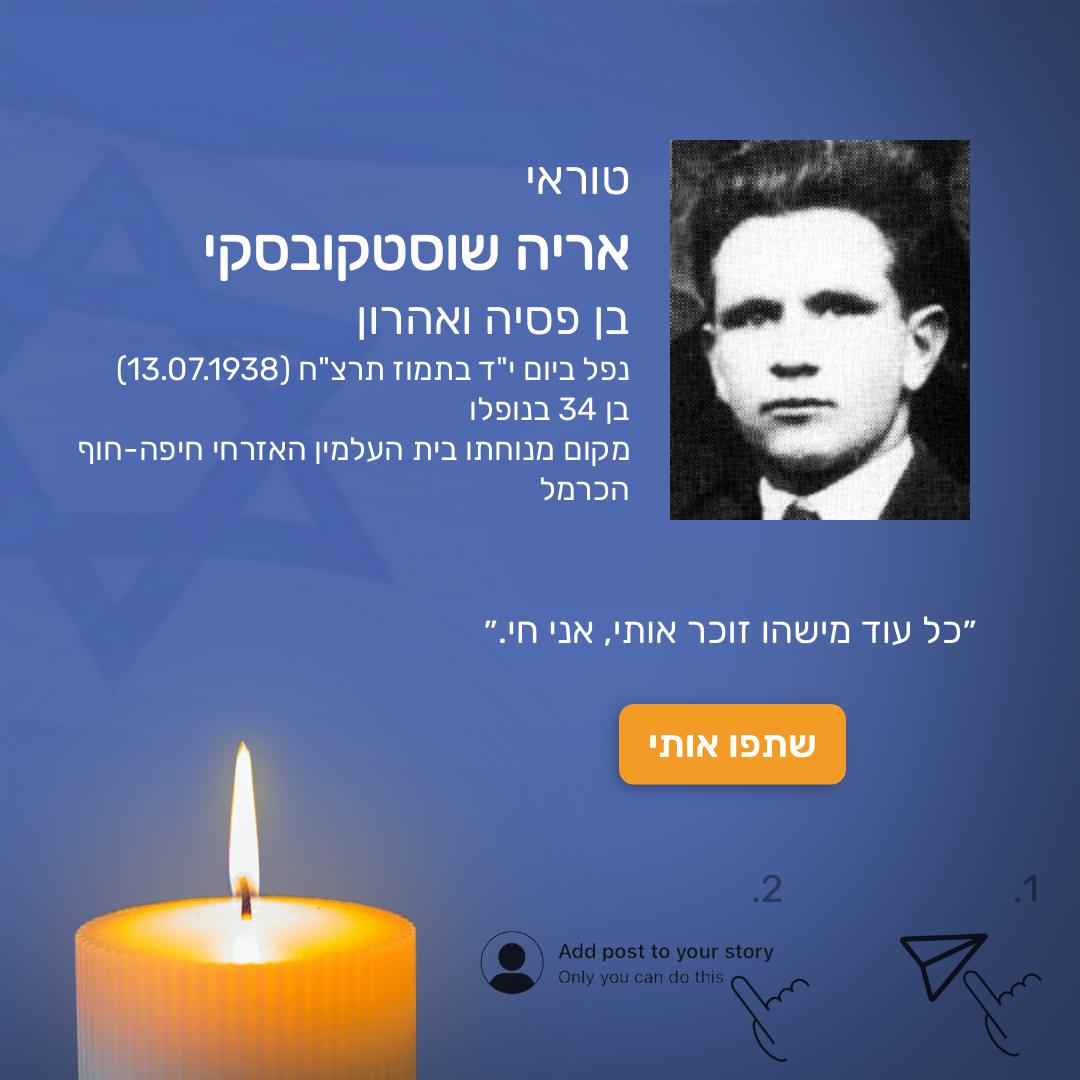 טוראי
אריה שוסטקובסקי
בן פסיה ואהרון
נפל ביום י"ד בתמוז תרצ"ח (13.07.1938)
בן 34 בנופלו
מקום מנוחתו בית העלמין האזרחי חיפה-חוף
הכרמל
״כל עוד מישהו זוכר אותי, אני חי.״
שתפו אותי
1.
2.
Add post to your story
Only you can do this